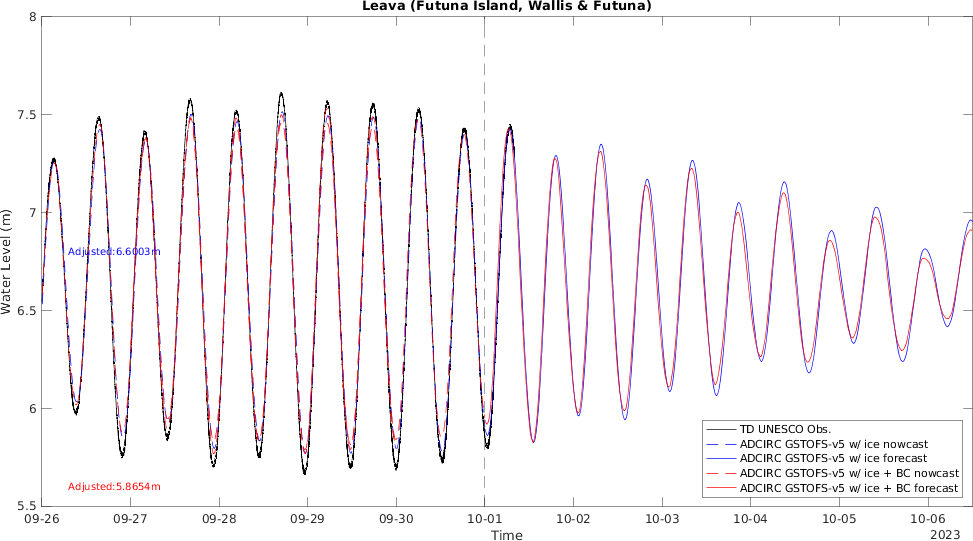 Leava (Futuna Island, Wallis & Futuna)
8
7.5
7
6.5
6
5.5
Water Level (m)
Adjusted:6.6003m
Adjusted:5.8654m
TD UNESCO Obs.
ADCIRC GSTOFS-v5 w/ ice nowcast
ADCIRC GSTOFS-v5 w/ ice forecast
ADCIRC GSTOFS-v5 w/ ice + BC nowcast
ADCIRC GSTOFS-v5 w/ ice + BC forecast
09-26 09-27 09-28 09-29 09-30 10-01 10-02 10-03 10-04 10-05 10-06
2023
Time